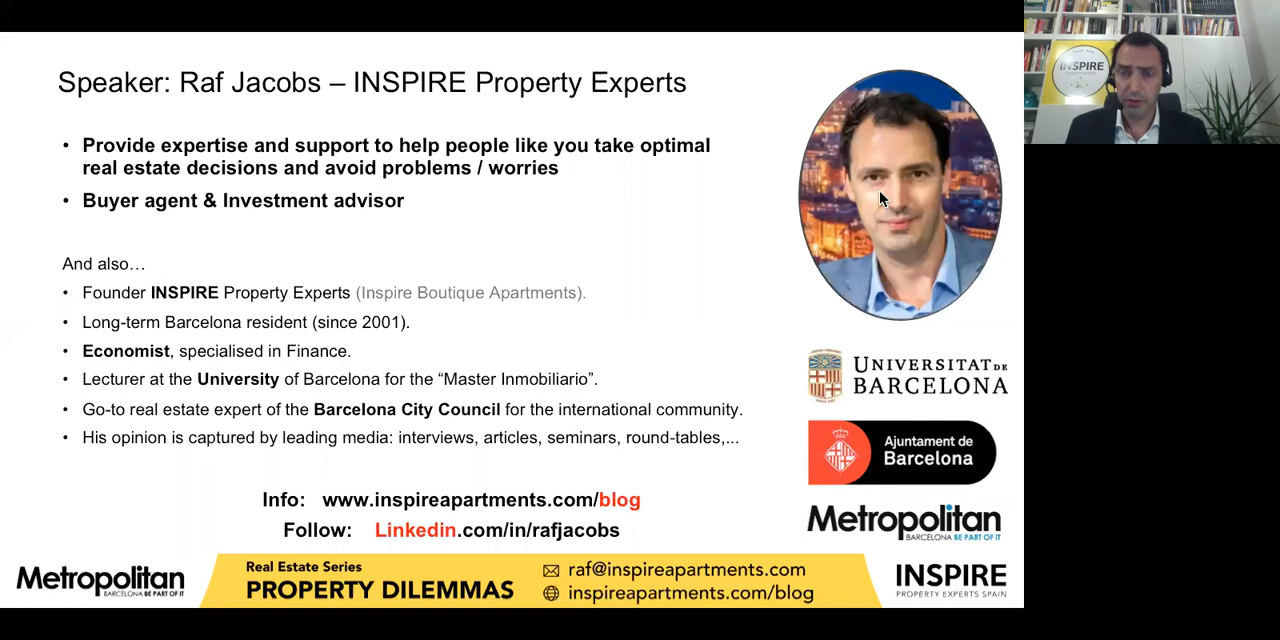 Speaker: Raf Jacobs – INSPIRE Property Experts
• Provide expertise and support to help people like you take optimal
real estate decisions and avoid problems / worries
• Buyer agent & Investment advisor
And also…
• Founder INSPIRE Property Experts (Inspire Boutique Apartments).
• Long-term Barcelona resident (since 2001).
• Economist, specialised in Finance.
• Lecturer at the University of Barcelona for the “Master Inmobiliario”.
• Go-to real estate expert of the Barcelona City Council for the international community.
• His opinion is captured by leading media: interviews, articles, seminars, round-tables,...
Info: www.inspireapartments.com/blog
Follow: Linkedin.com/in/rafjacobs
UNIVERSITAT DE
BARCELONA
Ajuntament de
Barcelona
Metropolitan
BARCELONA BE PART OF IT
Metropolitan
BARCELONA BE PART OF IT
Real Estate Series
PROPERTY DILEMMAS
raf@inspireapartments.com
inspireapartments.com/blog
INSPIRE
PROPERTY EXPERTS SPAIN
INSPIRE